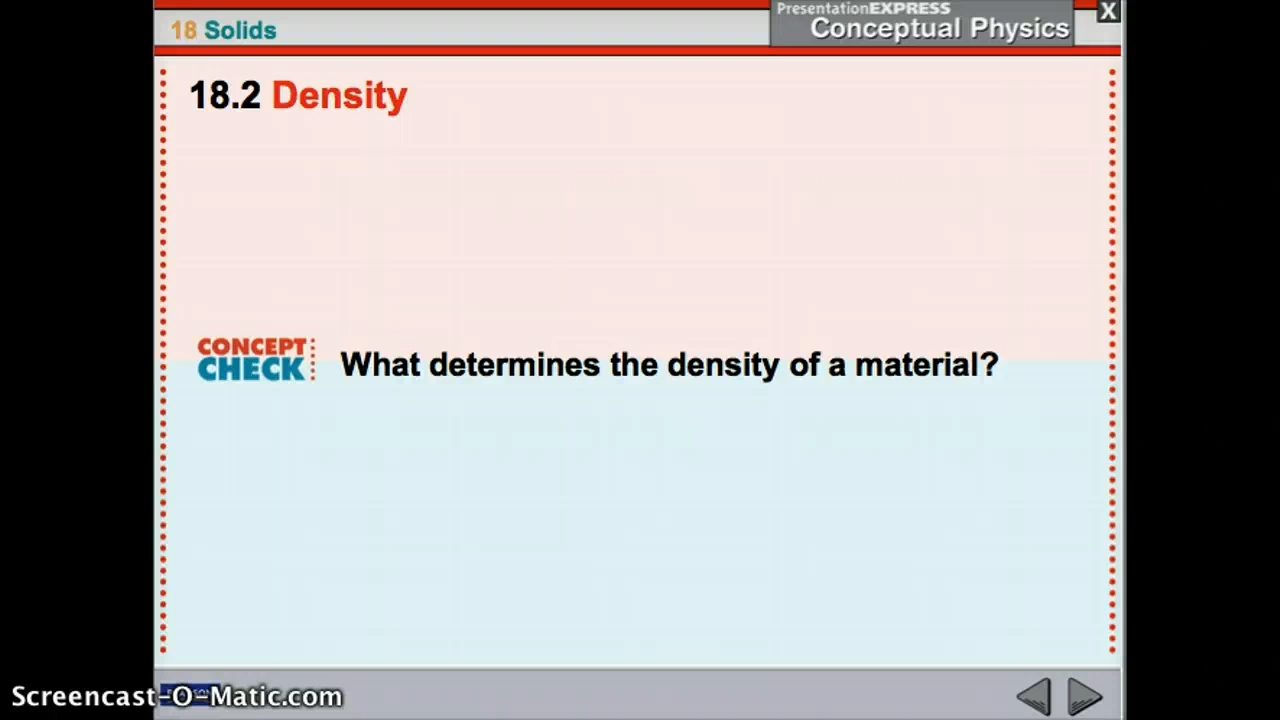 PresentationEXPRESS
X
18 Solids
Conceptual Physics
18.2 Density
CONCEPT
CHECK
What determines the density of a material?
Screencast-O-Matic.com